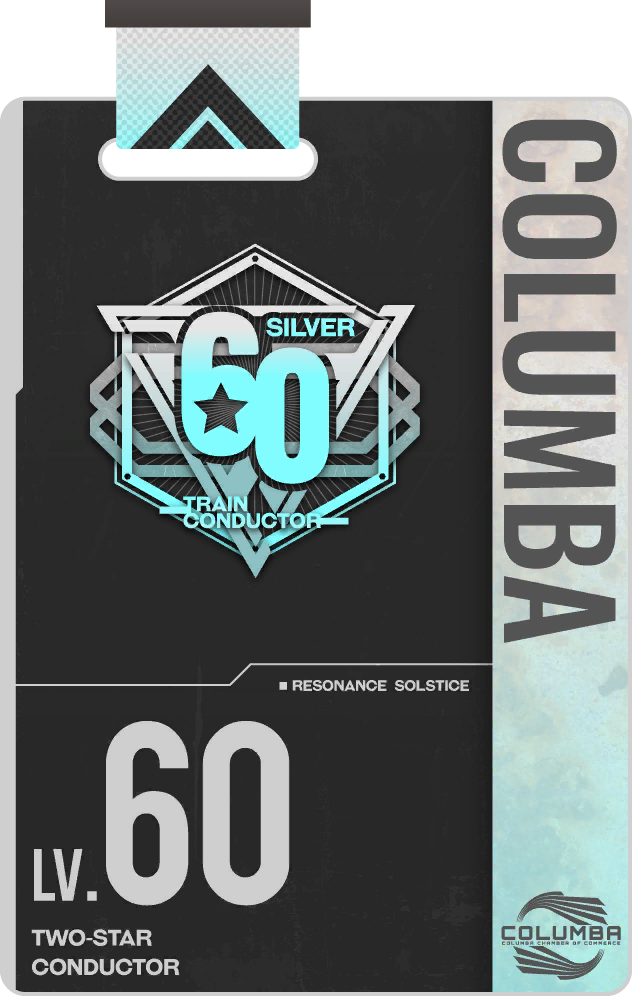 COLUMBA
60
SILVER
TRAIN
CONDUCTOR
RESONANCE SOLSTICE
LV.60
TWO-STAR
CONDUCTOR
COLUMBA
COLUMBA CHAMBER OF COMMERCE